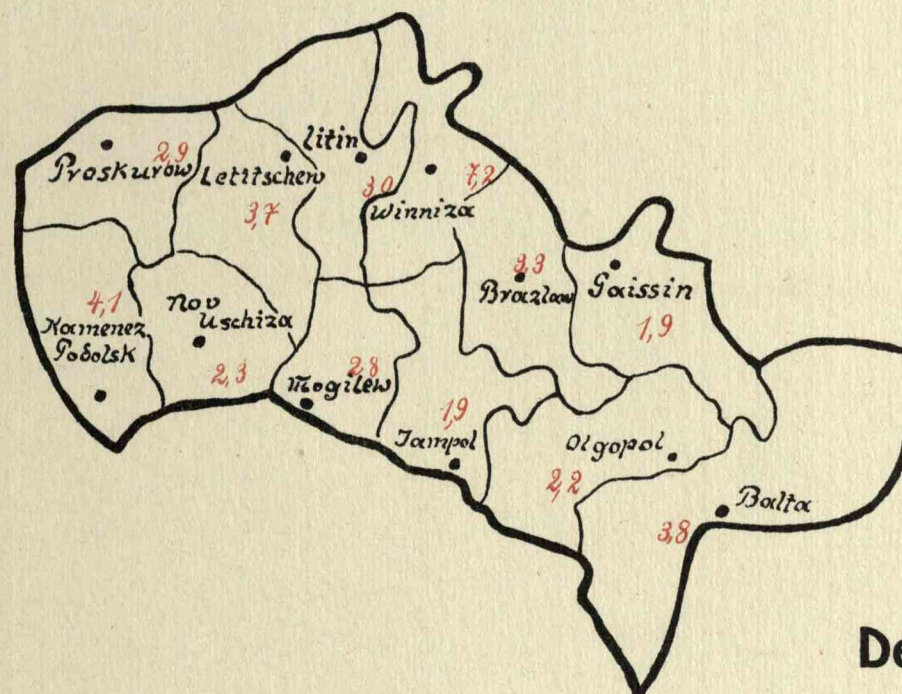 Litin
Proskurow
2,9
Letitschew
3,0
7,2
Winniza
3,7
3,3
Brazlaw
Gaissin
4,1
Nov
Uschiza
Kamenez
Podolsk
1,9
2,3
2,8
Mogilew
1,9
Jampol
Olgopol
2,2
Balta
3,8
De